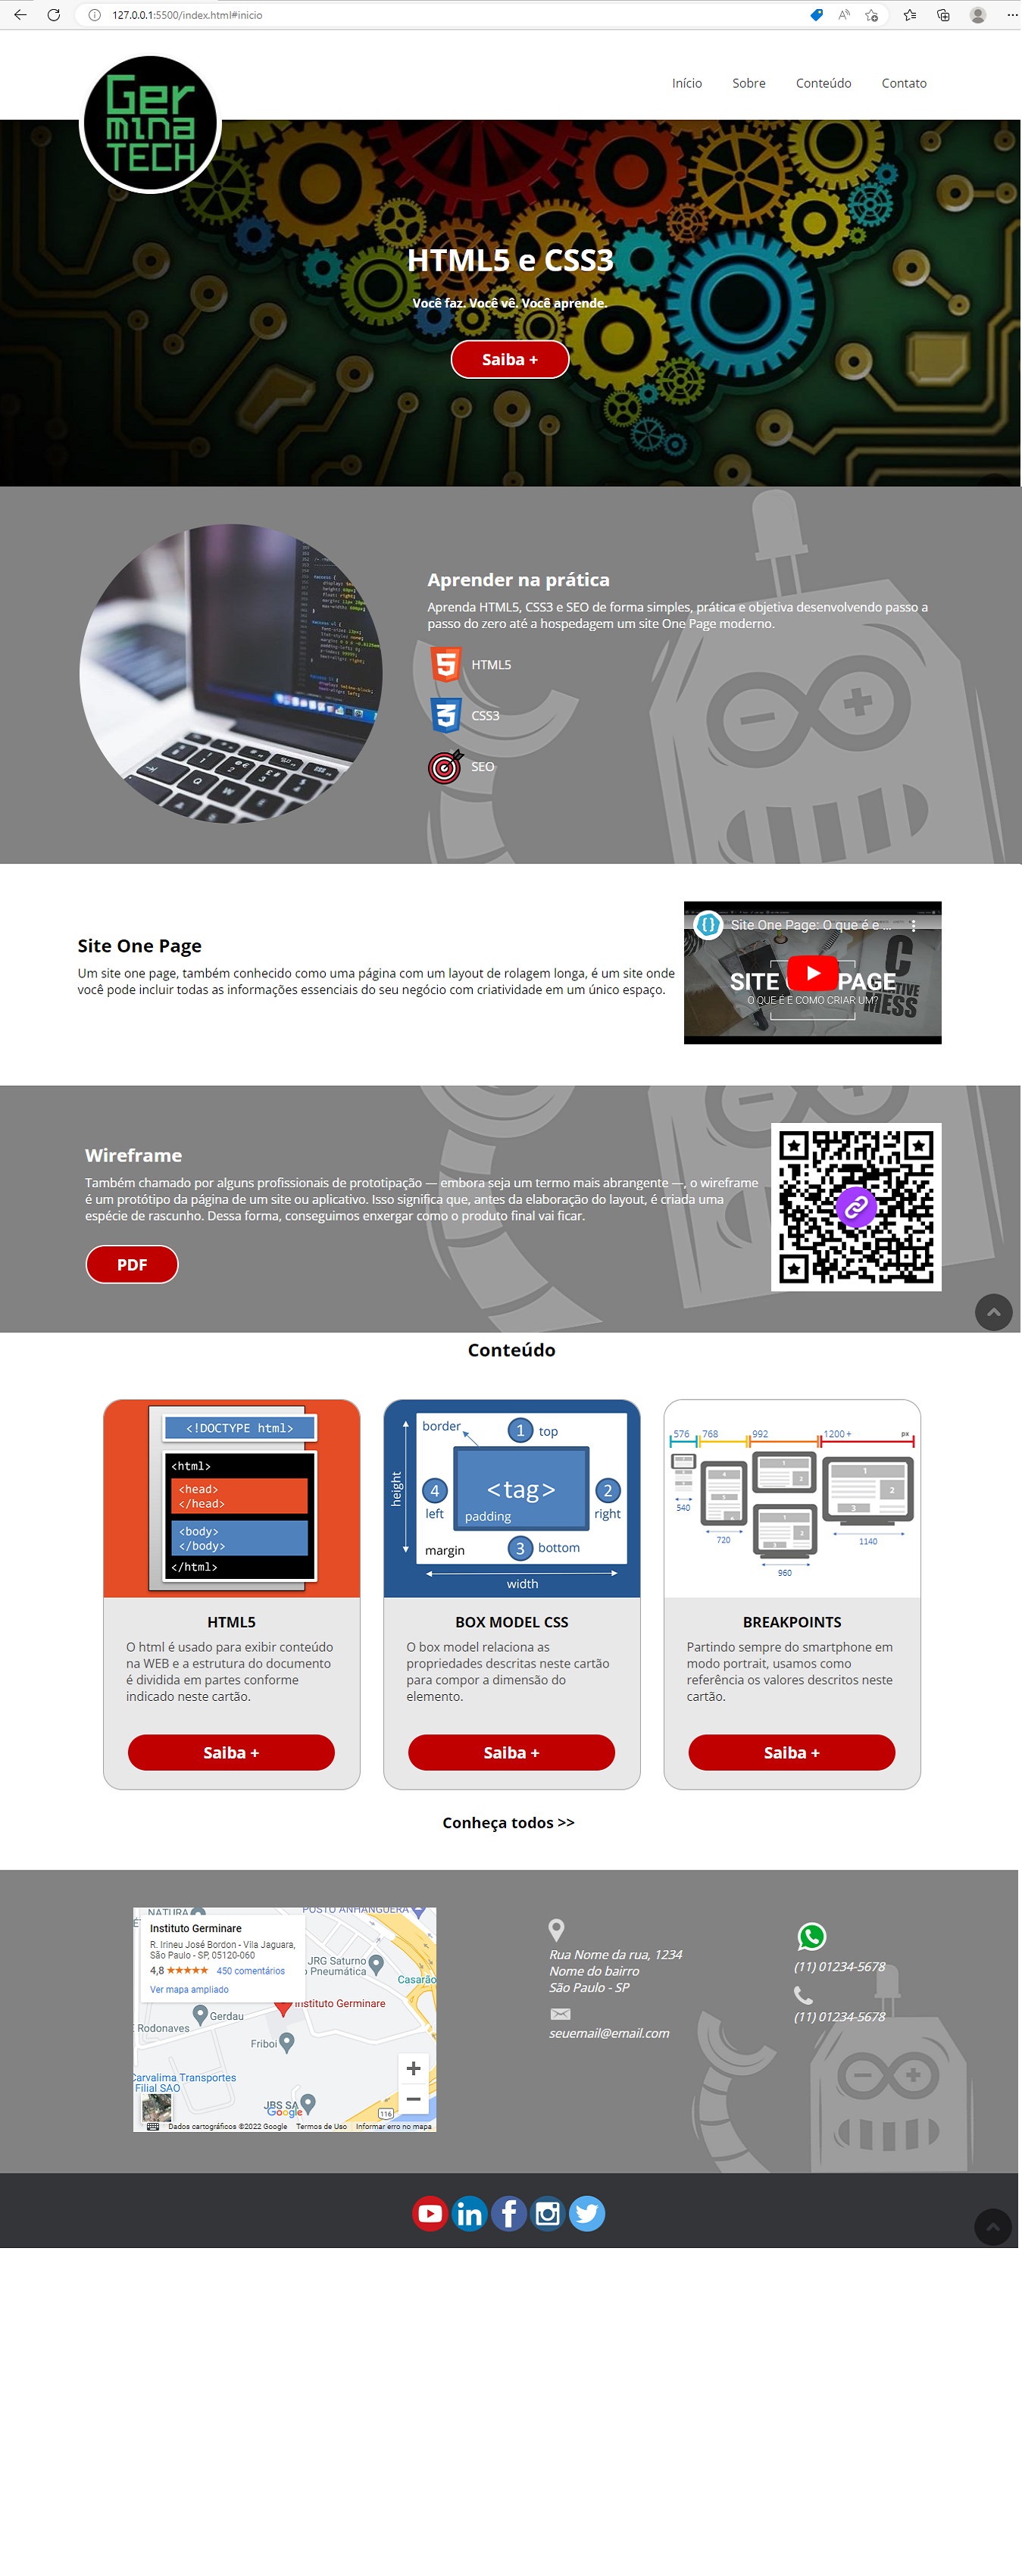 127.0.0.1:5500/index.html#inicio
Ger
mina
TECH
Início
Sobre
Conteúdo
Contato
HTML5 e CSS3
Você faz. Você vê. Você aprende.
Saiba +
Aprender na prática
Aprenda HTML5, CSS3 e SEO de forma simples, prática e objetiva desenvolvendo passo a
passo do zero até a hospedagem um site One Page moderno.
HTML5
CSS3
SEO
Site One Page
Um site one page, também conhecido como uma página com um layout de rolagem longa, é um site onde
você pode incluir todas as informações essenciais do seu negócio com criatividade em um único espaço.
Site One Page: O que é e ...
SITE PAGE
O QUE É E COMO CRIAR UM?
MESS
Wireframe
Também chamado por alguns profissionais de prototipação — embora seja um termo mais abrangente —, o wireframe
é um protótipo da página de um site ou aplicativo. Isso significa que, antes da elaboração do layout, é criada uma
espécie de rascunho. Dessa forma, conseguimos enxergar como o produto final vai ficar.
PDF
Conteúdo
<!DOCTYPE html>
<html>
<head>
</head>
<body>
</body>
</html>
HTML5
O html é usado para exibir conteúdo
na WEB e a estrutura do documento
é dividida em partes conforme
indicado neste cartão.
Saiba +
border
1 top
height
4
left
<tag>
padding
2
right
margin
3 bottom
width
BOX MODEL CSS
O box model relaciona as
propriedades descritas neste cartão
para compor a dimensão do
elemento.
Saiba +
576 768 992 1200 + px
540
720
960
1140
BREAKPOINTS
Partindo sempre do smartphone em
modo portrait, usamos como
referência os valores descritos neste
cartão.
Saiba +
Conheça todos >>
NATURA
POSTO ANHANGUERA
Instituto Germinare
R. Irineu José Bordon - Vila Jaguara,
São Paulo - SP, 05120-060
4,8 ★★★★★ 450 comentários
Ver mapa ampliado
JRG Saturno
Pneumática
Casarão
Instituto Germinare
Gerdau
Rodonaves
Friboi
Carvalima Transportes
Filial SAO
JBS SA
Google
116
Dados cartográficos ©2022 Google Termos de Uso Informar erro no mapa
Rua Nome da rua, 1234
Nome do bairro
São Paulo - SP
seuemail@email.com
(11) 01234-5678
(11) 01234-5678